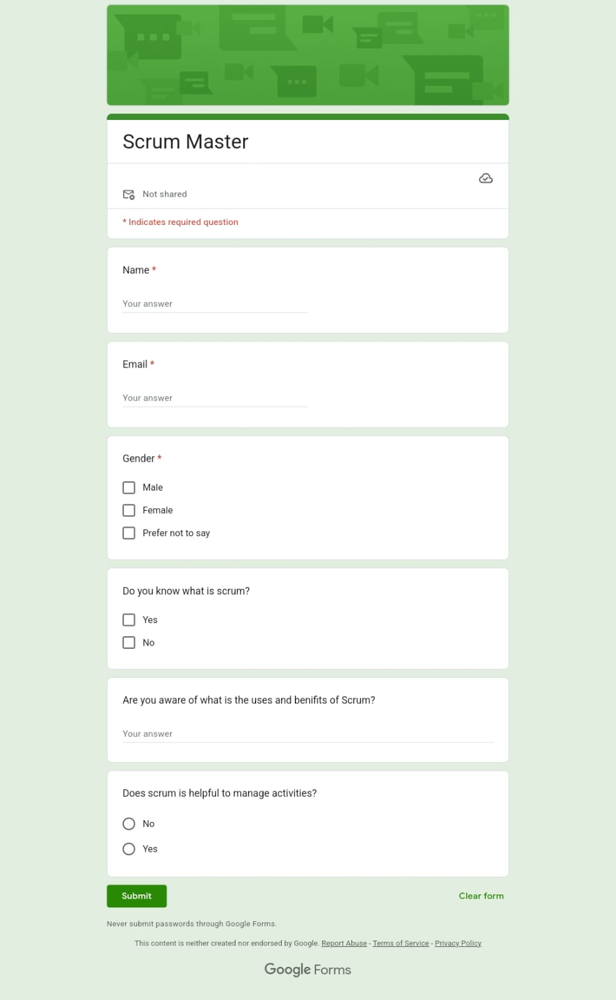 Scrum Master
Not shared
* Indicates required question
Name *
Your answer
Email *
Your answer
Gender *
Male
Female
Prefer not to say
Do you know what is scrum?
Yes
No
Are you aware of what is the uses and benifits of Scrum?
Your answer
Does scrum is helpful to manage activities?
No
Yes
Submit
Clear form
Never submit passwords through Google Forms.
This content is neither created nor endorsed by Google. Report Abuse - Terms of Service - Privacy Policy
Google Forms